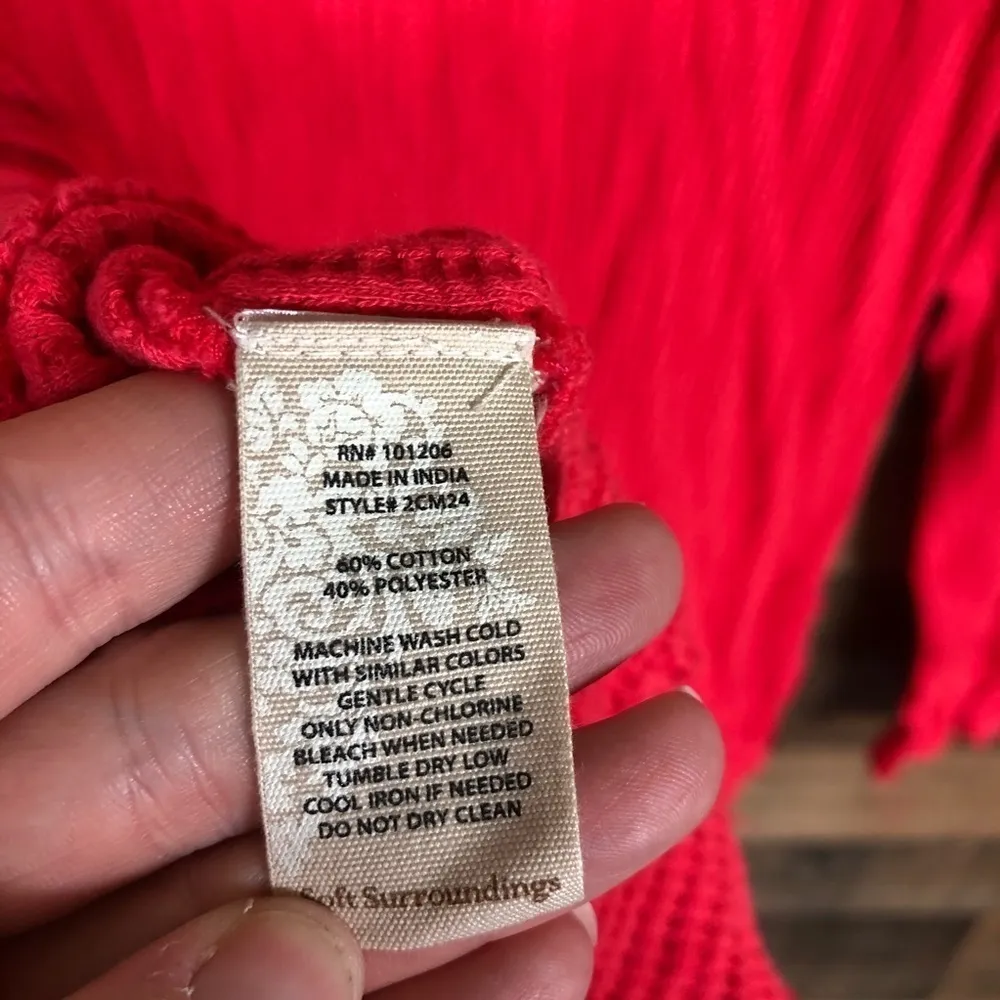 RN# 101206
MADE IN INDIA
STYLE# 2CM24
60% COTTON
40% POLYESTER
MACHINE WASH COLD
WITH SIMILAR COLORS
GENTLE CYCLE
ONLY NON-CHLORINE
BLEACH WHEN NEEDED
TUMBLE DRY LOW
COOL IRON IF NEEDED
DO NOT DRY CLEAN
Soft Surroundings